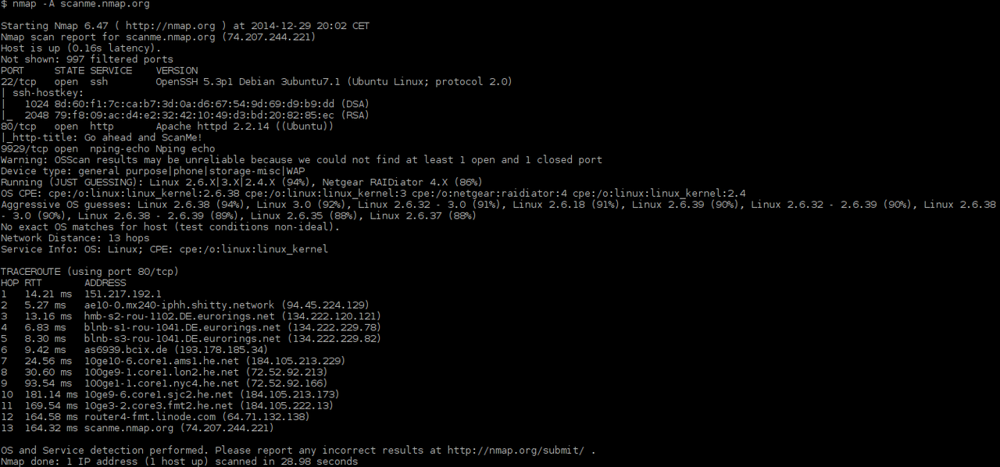 $ nmap -A scanme.nmap.org
Starting Nmap 6.47 ( http://nmap.org ) at 2014-12-29 20:02 CET
Nmap scan report for scanme.nmap.org (74.207.244.221)
Host is up (0.16s latency).
Not shown: 997 filtered ports
PORT     STATE SERVICE    VERSION
22/tcp   open  ssh        OpenSSH 5.3p1 Debian 3ubuntu7.1 (Ubuntu Linux; protocol 2.0)
| ssh-hostkey:
|   1024 8d:60:f1:7c:ca:b7:3d:0a:d6:67:54:9d:69:d9:b9:dd (DSA)
|_  2048 79:f8:09:ac:d4:e2:32:42:10:49:d3:bd:20:82:85:ec (RSA)
80/tcp   open  http       Apache httpd 2.2.14 ((Ubuntu))
|_http-title: Go ahead and ScanMe!
9929/tcp open  nping-echo Nping echo
Warning: OSScan results may be unreliable because we could not find at least 1 open and 1 closed port
Device type: general purpose|phone|storage-misc|WAP
Running (JUST GUESSING): Linux 2.6.X|3.X|2.4.X (94%), Netgear RAIDiator 4.X (86%)
OS CPE: cpe:/o:linux:linux_kernel:2.6.38 cpe:/o:linux:linux_kernel:3 cpe:/o:netgear:raidiator:4 cpe:/o:linux:linux_kernel:2.4
Aggressive OS guesses: Linux 2.6.38 (94%), Linux 3.0 (92%), Linux 2.6.32 - 3.0 (91%), Linux 2.6.18 (91%), Linux 2.6.39 (90%), Linux 2.6.32 - 2.6.39 (90%), Linux 2.6.38
- 3.0 (90%), Linux 2.6.38 - 2.6.39 (89%), Linux 2.6.35 (88%), Linux 2.6.37 (88%)
No exact OS matches for host (test conditions non-ideal).
Network Distance: 13 hops
Service Info: OS: Linux; CPE: cpe:/o:linux:linux_kernel
TRACEROUTE (using port 80/tcp)
HOP RTT       ADDRESS
1   14.21 ms  151.217.192.1
2   5.27 ms   ae10-0.mx240-iphh.shitty.network (94.45.224.129)
3   13.16 ms  hmb-s2-rou-1102.DE.eurorings.net (134.222.120.121)
4   6.83 ms   blnb-s1-rou-1041.DE.eurorings.net (134.222.229.78)
5   8.30 ms   blnb-s3-rou-1041.DE.eurorings.net (134.222.229.82)
6   9.42 ms   as6939.bcix.de (193.178.185.34)
7   24.56 ms  10ge10-6.core1.ams1.he.net (184.105.213.229)
8   30.60 ms  100ge9-1.core1.lon2.he.net (72.52.92.213)
9   93.54 ms  100ge1-1.core1.nyc4.he.net (72.52.92.166)
10  181.14 ms 10ge9-6.core1.sjc2.he.net (184.105.213.173)
11  169.54 ms 10ge3-2.core3.fmt2.he.net (184.105.222.13)
12  164.58 ms router4-fmt.linode.com (64.71.132.138)
13  164.32 ms scanme.nmap.org (74.207.244.221)
OS and Service detection performed. Please report any incorrect results at http://nmap.org/submit/ .
Nmap done: 1 IP address (1 host up) scanned in 28.98 seconds